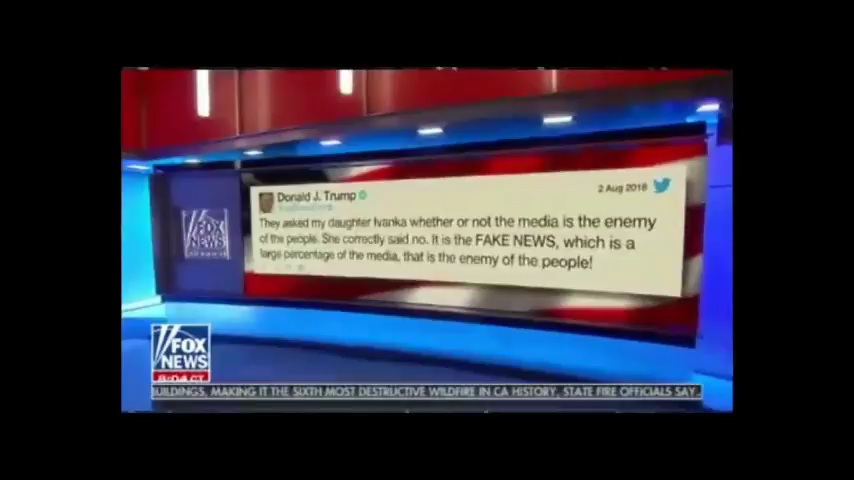 Donald J. Trump
2 Aug 2018
They asked my daughter Ivanka whether or not the media is the enemy
of the people. She correctly said no. It is the FAKE NEWS, which is a
large percentage of the media, that is the enemy of the people!
FOX
NEWS
FOX
NEWS
8:04 CT
BUILDINGS, MAKING IT THE SIXTH MOST DESTRUCTIVE WILDFIRE IN CA HISTORY, STATE FIRE OFFICIALS SAY.